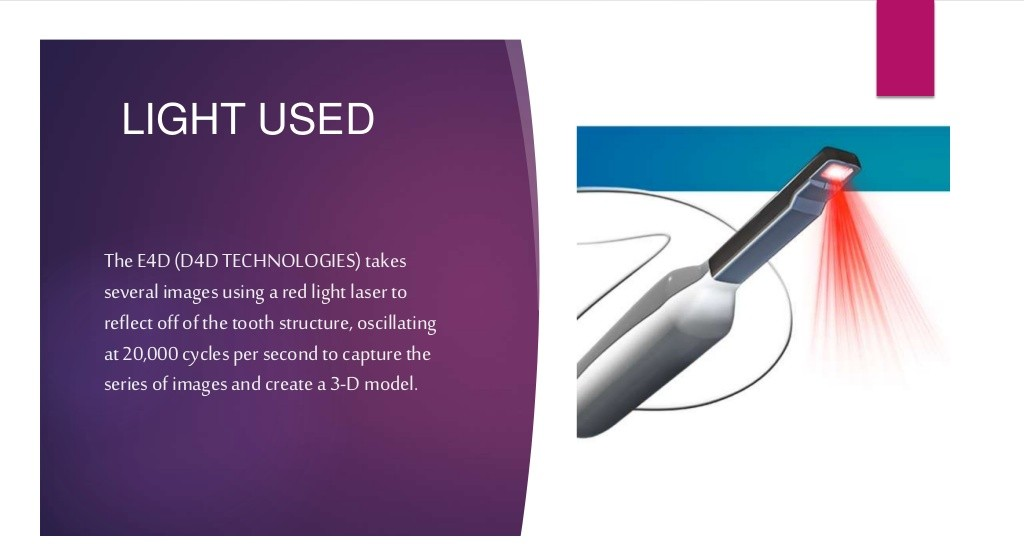 LIGHT USED
The E4D (D4D TECHNOLOGIES) takes
several images using a red light laser to
reflect off of the tooth structure, oscillating
at 20,000 cycles per second to capture the
series of images and create a 3-D model.